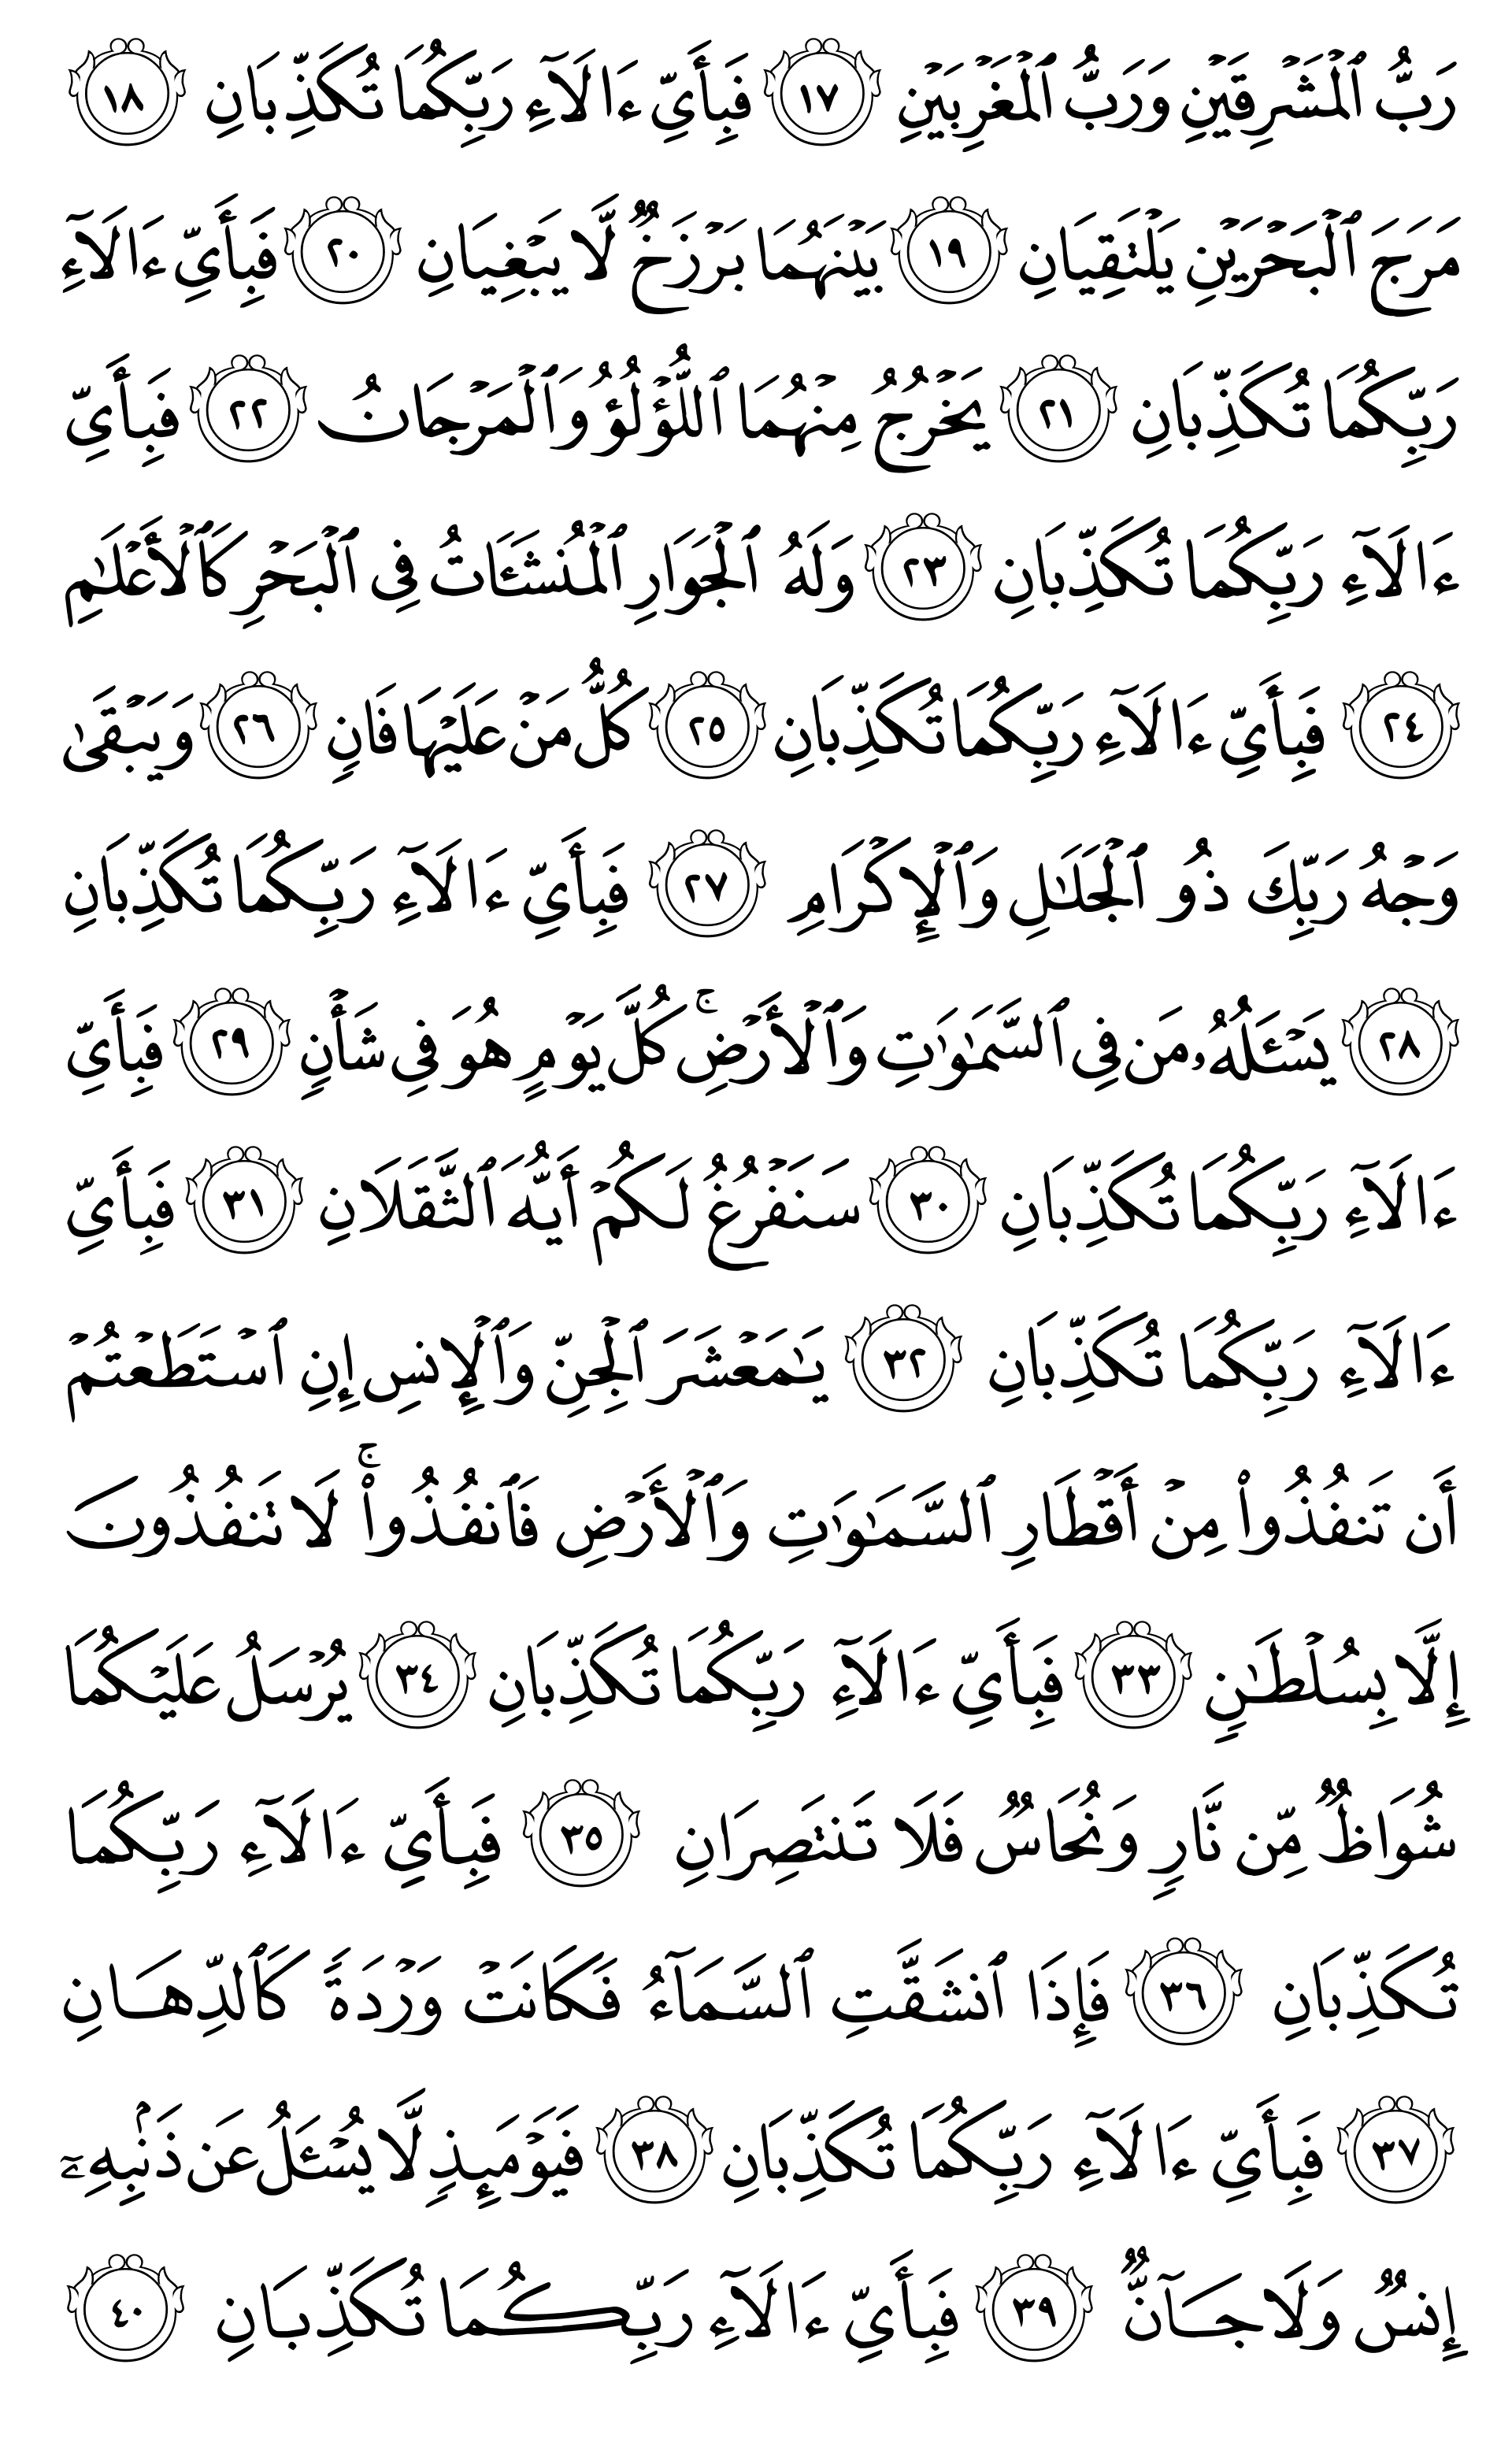 رَبُّ ٱلْمَشْرِقَيْنِ وَرَبُّ ٱلْمَغْرِبَيْنِ ١٧ فَبِأَيِّ ءَالَآءِ رَبِّكُمَا تُكَذِّبَانِ ١٨
مَرَجَ ٱلْبَحْرَيْنِ يَلْتَقِيَانِ ١٩ بَيْنَهُمَا بَرْزَخٌ لَّا يَبْغِيَانِ ٢٠ فَبِأَيِّ ءَالَآءِ
رَبِّكُمَا تُكَذِّبَانِ ٢١ يَخْرُجُ مِنْهُمَا ٱللُّؤْلُؤُ وَٱلْمَرْجَانُ ٢٢ فَبِأَيِّ
ءَالَآءِ رَبِّكُمَا تُكَذِّبَانِ ٢٣ وَلَهُ ٱلْجَوَارِ ٱلْمُنشَـَٔاتُ فِى ٱلْبَحْرِ كَٱلْأَعْلَـٰمِ
٢٤ فَبِأَيِّ ءَالَآءِ رَبِّكُمَا تُكَذِّبَانِ ٢٥ كُلُّ مَنْ عَلَيْهَا فَانٍ ٢٦ وَيَبْقَىٰ
وَجْهُ رَبِّكَ ذُو ٱلْجَلَـٰلِ وَٱلْإِكْرَامِ ٢٧ فَبِأَيِّ ءَالَآءِ رَبِّكُمَا تُكَذِّبَانِ
٢٨ يَسْـَٔلُهُۥ مَن فِى ٱلسَّمَـٰوَٰتِ وَٱلْأَرْضِ ۚ كُلَّ يَوْمٍ هُوَ فِى شَأْنٍ ٢٩ فَبِأَيِّ
ءَالَآءِ رَبِّكُمَا تُكَذِّبَانِ ٣٠ سَنَفْرُغُ لَكُمْ أَيُّهَ ٱلثَّقَلَانِ ٣١ فَبِأَيِّ
ءَالَآءِ رَبِّكُمَا تُكَذِّبَانِ ٣٢ يَـٰمَعْشَرَ ٱلْجِنِّ وَٱلْإِنسِ إِنِ ٱسْتَطَعْتُمْ
أَن تَنفُذُوا۟ مِنْ أَقْطَارِ ٱلسَّمَـٰوَٰتِ وَٱلْأَرْضِ فَٱنفُذُوا۟ ۚ لَا تَنفُذُونَ
إِلَّا بِسُلْطَـٰنٍ ٣٣ فَبِأَيِّ ءَالَآءِ رَبِّكُمَا تُكَذِّبَانِ ٣٤ يُرْسَلُ عَلَيْكُمَا
شُوَاظٌ مِّن نَّارٍ وَنُحَاسٌ فَلَا تَنتَصِرَانِ ٣٥ فَبِأَيِّ ءَالَآءِ رَبِّكُمَا
تُكَذِّبَانِ ٣٦ فَإِذَا ٱنشَقَّتِ ٱلسَّمَآءُ فَكَانَتْ وَرْدَةً كَٱلدِّهَانِ
٣٧ فَبِأَيِّ ءَالَآءِ رَبِّكُمَا تُكَذِّبَانِ ٣٨ فَيَوْمَئِذٍ لَّا يُسْـَٔلُ عَن ذَنۢبِهِۦٓ
إِنسٌ وَلَا جَآنٌّ ٣٩ فَبِأَيِّ ءَالَآءِ رَبِّكُمَا تُكَذِّبَانِ ٤٠